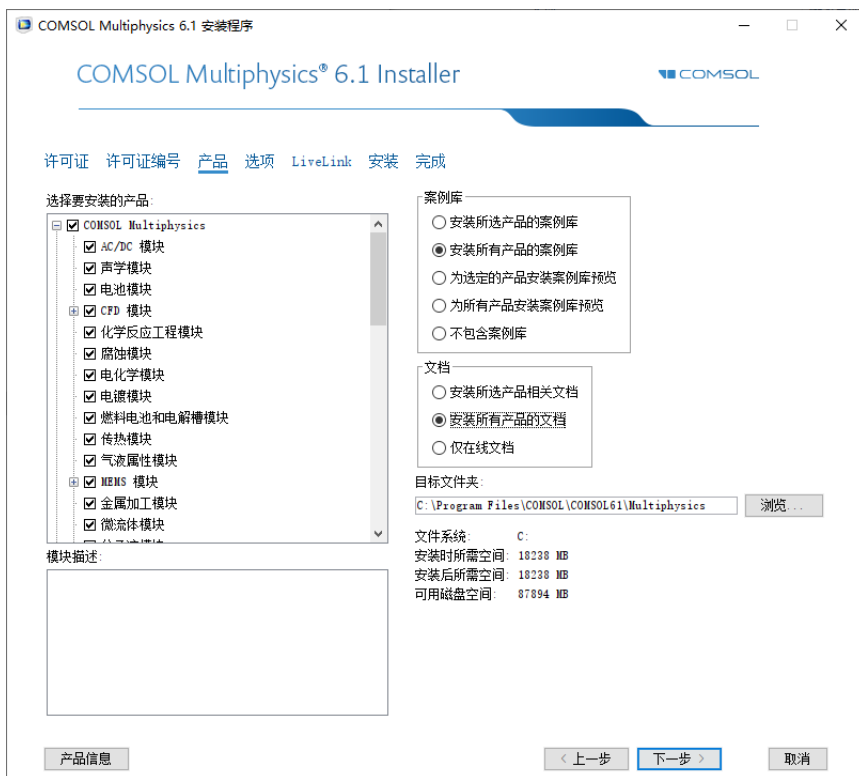 COMSOL Multiphysics 6.1 安装程序
COMSOL Multiphysics® 6.1 Installer
COMSOL
许可证 许可证编号 产品 选项 LiveLink 安装 完成
选择要安装的产品:
COMSOL Multiphysics
AC/DC 模块
声学模块
电池模块
CFD 模块
化学反应工程模块
腐蚀模块
电化学模块
电镀模块
燃料电池和电解槽模块
传热模块
气液属性模块
MEMS 模块
金属加工模块
微流体模块
模块描述:
案例库
安装所选产品的案例库
安装所有产品的案例库
为选定的产品安装案例库预览
为所有产品安装案例库预览
不包含案例库
文档
安装所选产品相关文档
安装所有产品的文档
仅在线文档
目标文件夹:
C:\Program Files\COMSOL\COMSOL61\Multiphysics
浏览...
文件系统: C:
安装时所需空间: 18238 MB
安装后所需空间: 18238 MB
可用磁盘空间: 87894 MB
产品信息
< 上一步
下一步 >
取消